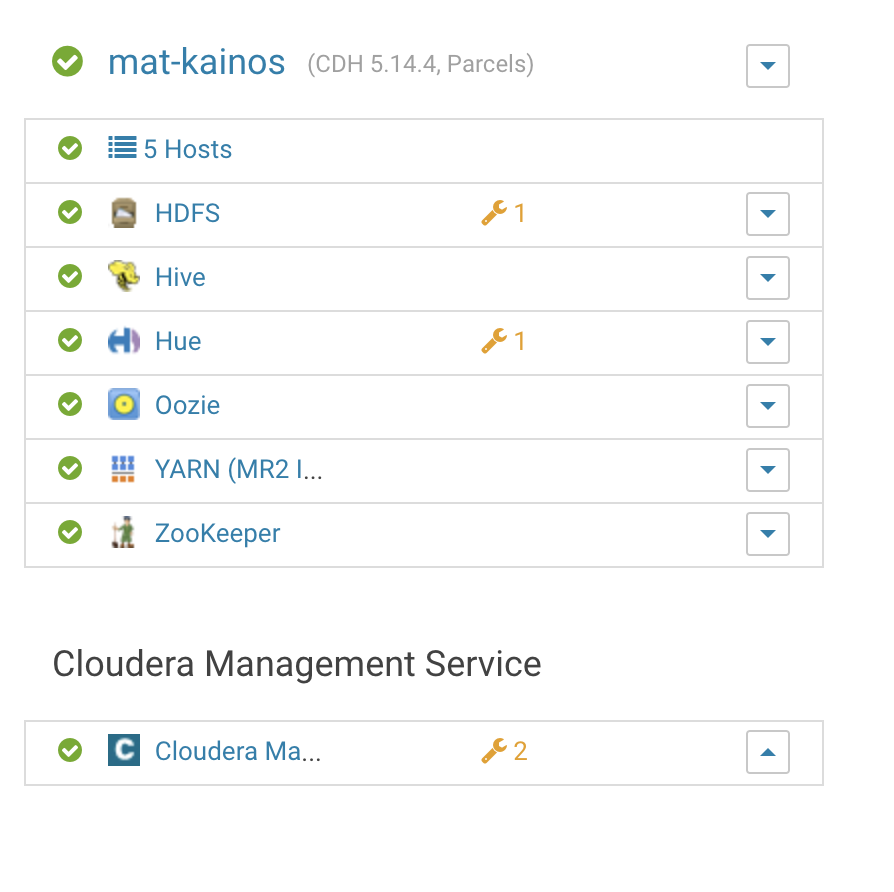 mat-kainos (CDH 5.14.4, Parcels)
5 Hosts
HDFS 1
Hive
Hue 1
Oozie
YARN (MR2 I...
ZooKeeper
Cloudera Management Service
C Cloudera Ma... 2